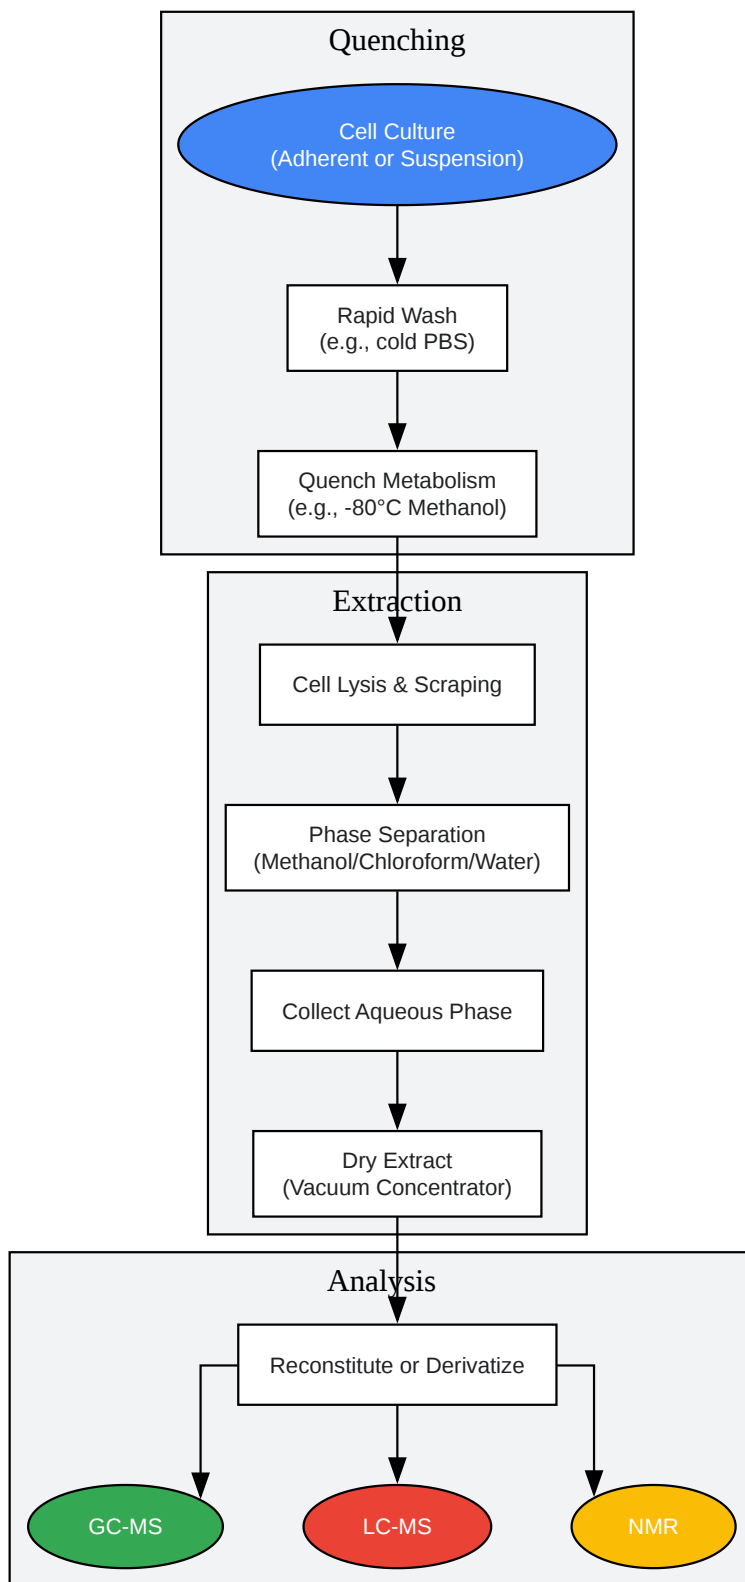 Quenching
Cell Culture
(Adherent or Suspension)
Rapid Wash
(e.g., cold PBS)
Quench Metabolism
(e.g., -80°C Methanol)
Extraction
Cell Lysis & Scraping
Phase Separation
(Methanol/Chloroform/Water)
Collect Aqueous Phase
Dry Extract
(Vacuum Concentrator)
Analysis
Reconstitute or Derivatize
GC-MS
LC-MS
NMR